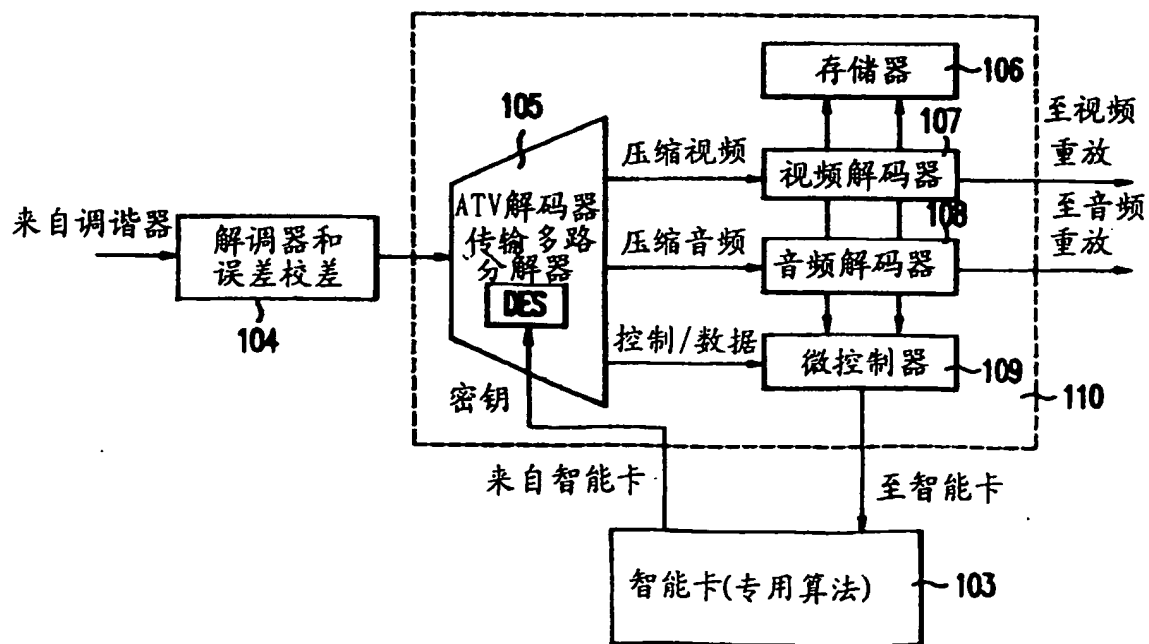 存储器
106
105
107
至视频
重放
压缩视频
视频解码器
来自调谐器
解调器和
误差校差
104
ATV解码器
传输多路
分解器
DES
108
至音频
重放
压缩音频
音频解码器
控制/数据
微控制器
109
110
密钥
来自智能卡
至智能卡
智能卡(专用算法)
103